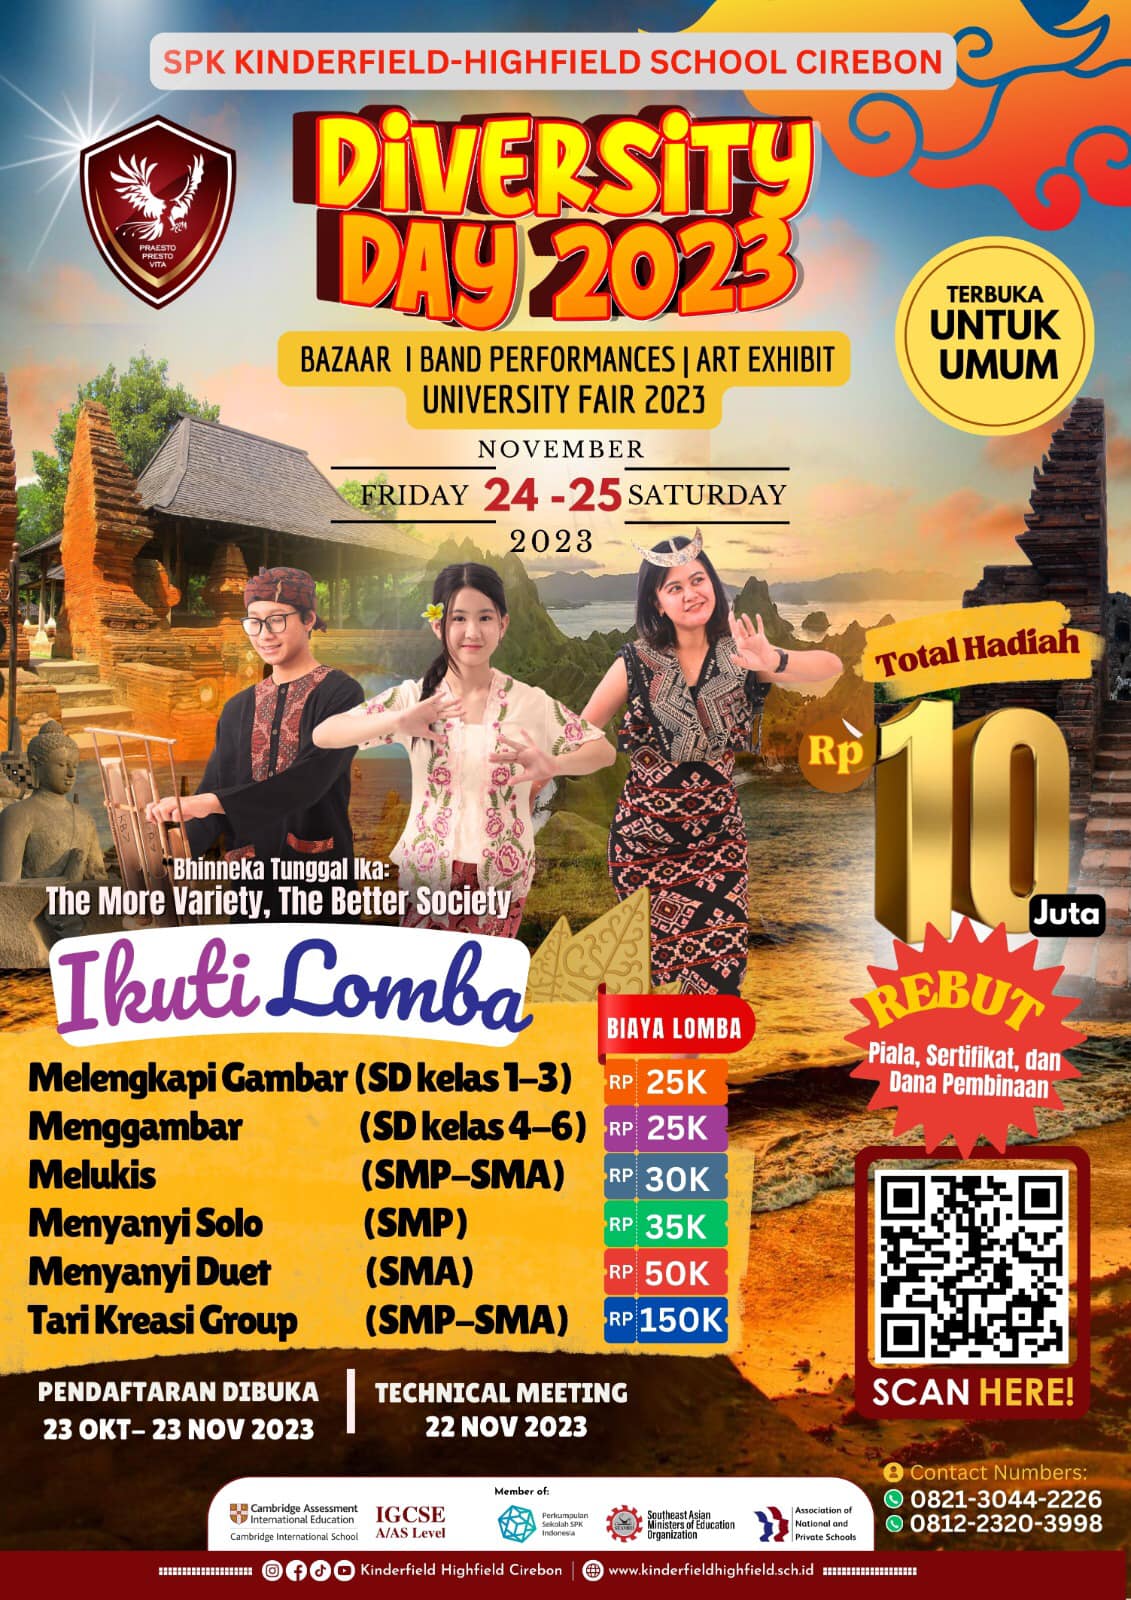 SPK KINDERFIELD-HIGHFIELD SCHOOL CIREBON
PRAESTO
PRESTO
VITA
DIVERSITY
DAY 2023
TERBUKA
UNTUK
UMUM
BAZAAR I BAND PERFORMANCES | ART EXHIBIT
UNIVERSITY FAIR 2023
NOVEMBER
FRIDAY 24 -25 SATURDAY
2023
Total Hadiah
Rp 10
Juta
Bhinneka Tunggal Ika:
The More Variety, The Better Society
Ikuti Lomba
BIAYA LOMBA
REBUT
Piala, Sertifikat, dan
Dana Pembinaan
Melengkapi Gambar (SD kelas 1-3) RP 25K
Menggambar (SD kelas 4-6) RP 25K
Melukis (SMP-SMA) RP 30K
Menyanyi Solo (SMP) RP 35K
Menyanyi Duet (SMA) RP 50K
Tari Kreasi Group (SMP-SMA) RP 150K
SCAN HERE!
PENDAFTARAN DIBUKA
23 OKT- 23 NOV 2023
TECHNICAL MEETING
22 NOV 2023
Contact Numbers:
0821-3044-2226
0812-2320-3998
Member of:
Cambridge Assessment
International Education
Cambridge International School
IGCSE
A/AS Level
Perkumpulan
Sekolah SPK
Indonesia
Southeast Asian
Ministers of Education
Organization
Association of
National and
Private Schools
Kinderfield Highfield Cirebon | www.kinderfieldhighfield.sch.id